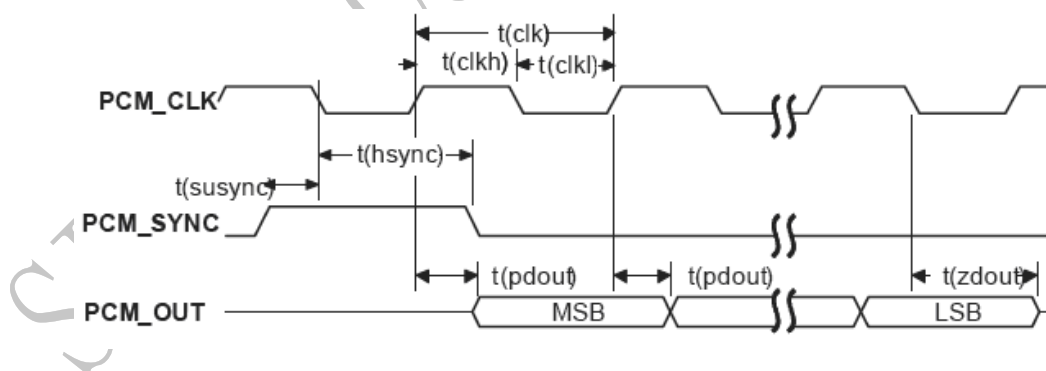 t(clk)
t(clkh) t(clkl)
PCM_CLK
t(hsync)
t(susync)
PCM_SYNC
t(pdout) t(pdout) t(zdout)
PCM_OUT MSB LSB